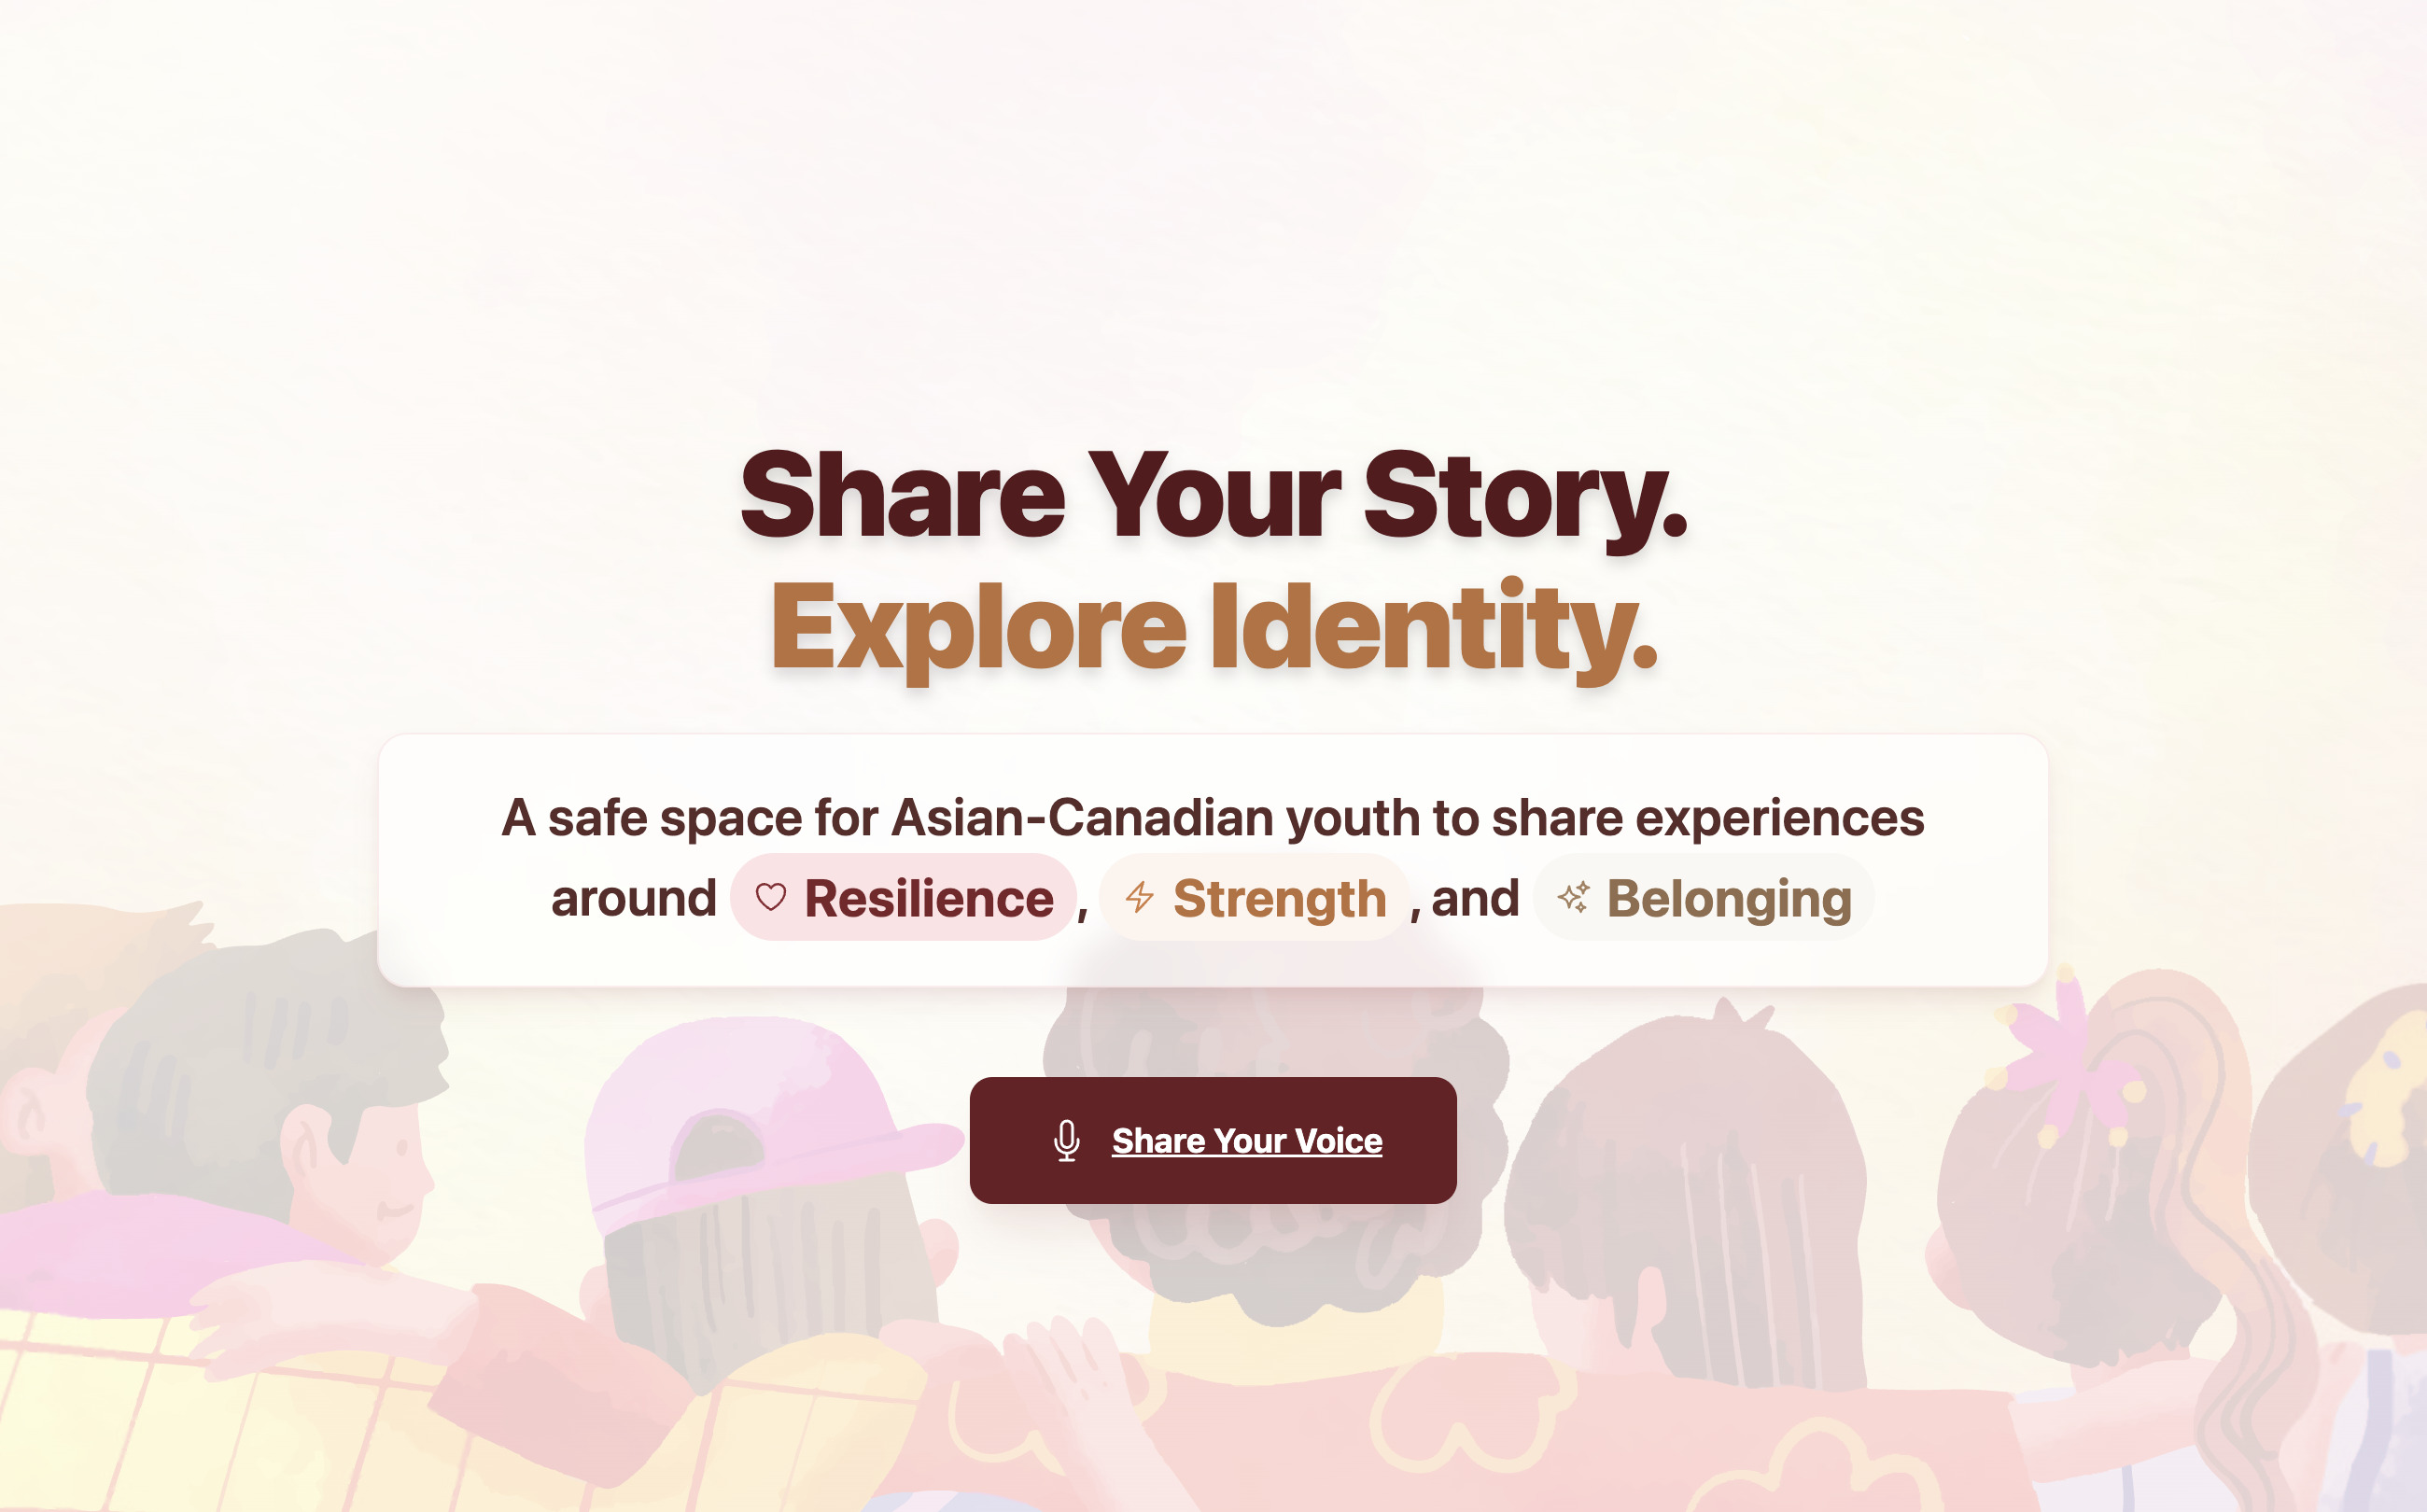 Share Your Story.
Explore Identity.
A safe space for Asian-Canadian youth to share experiences
around Resilience, Strength, and Belonging
Share Your Voice